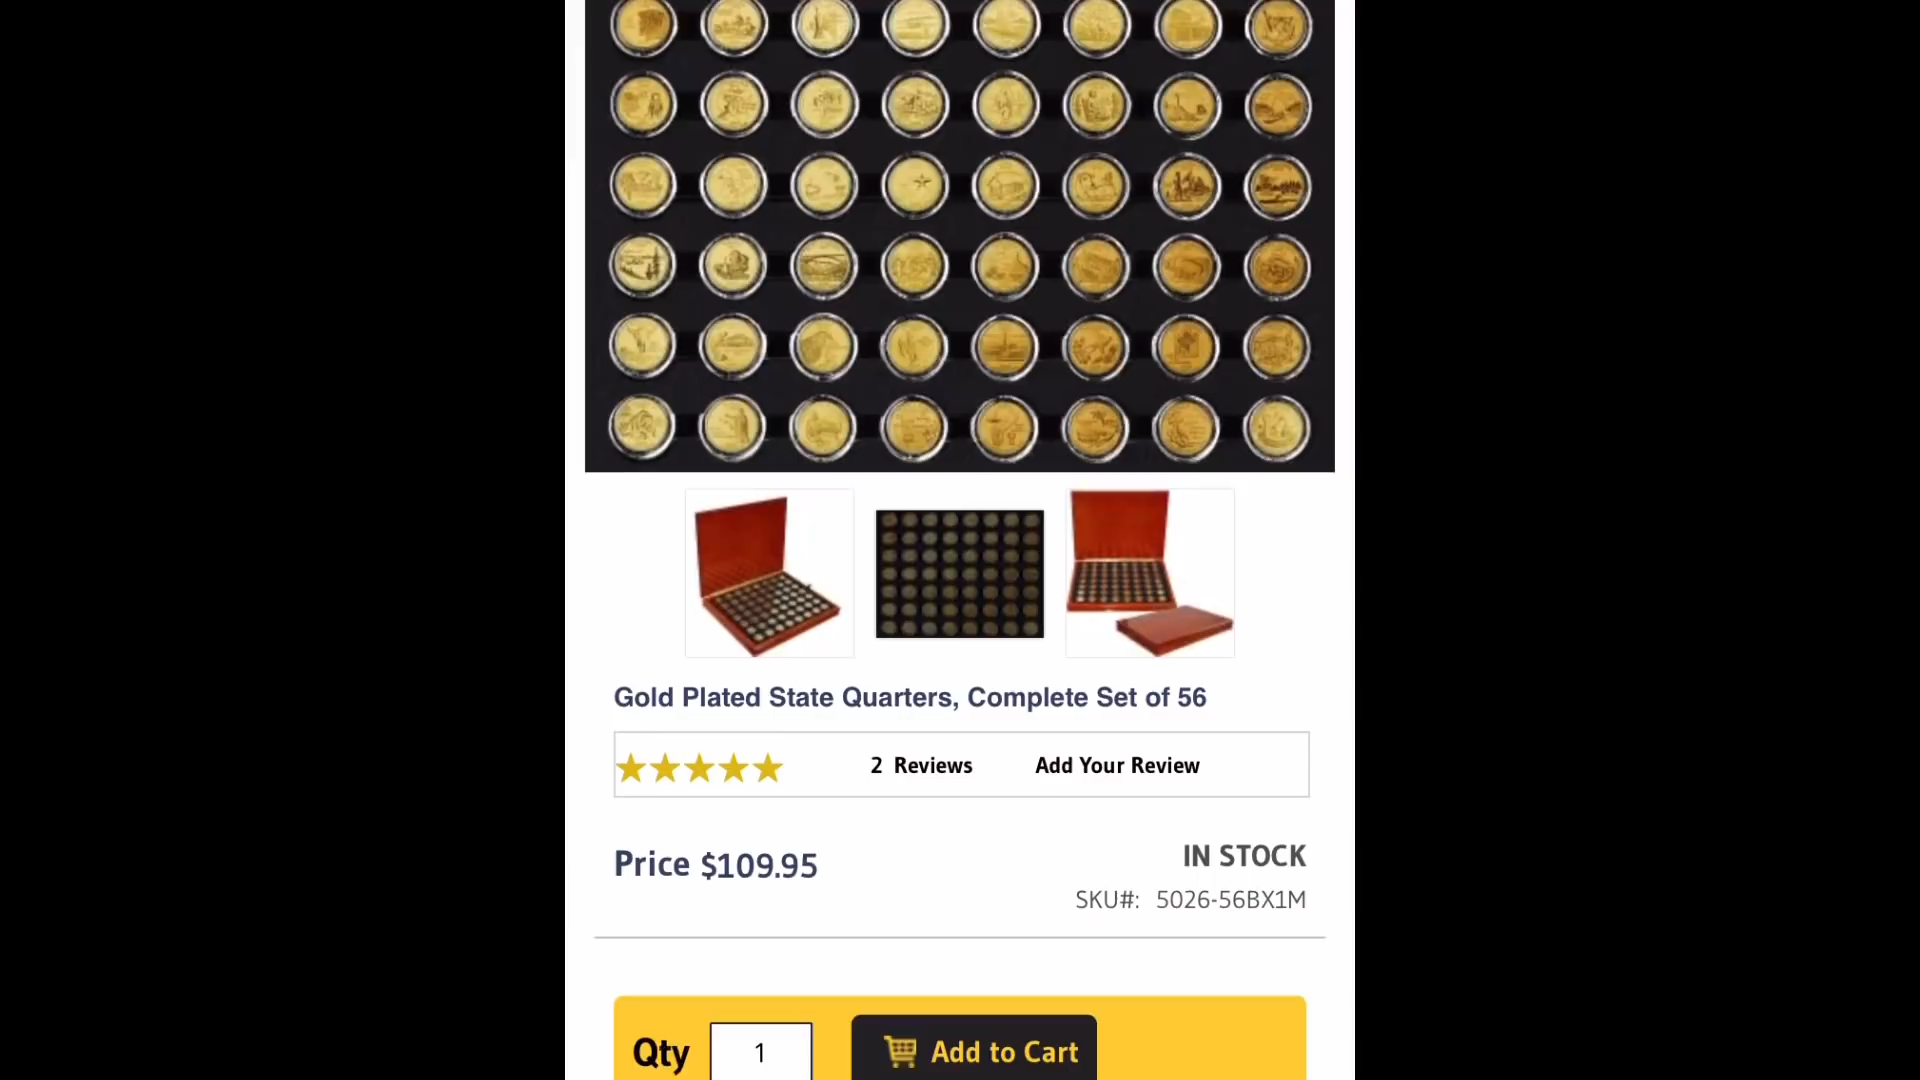 Gold Plated State Quarters, Complete Set of 56
2 Reviews Add Your Review
Price $109.95
IN STOCK
SKU#: 5026-56BX1M
Qty 1 Add to Cart